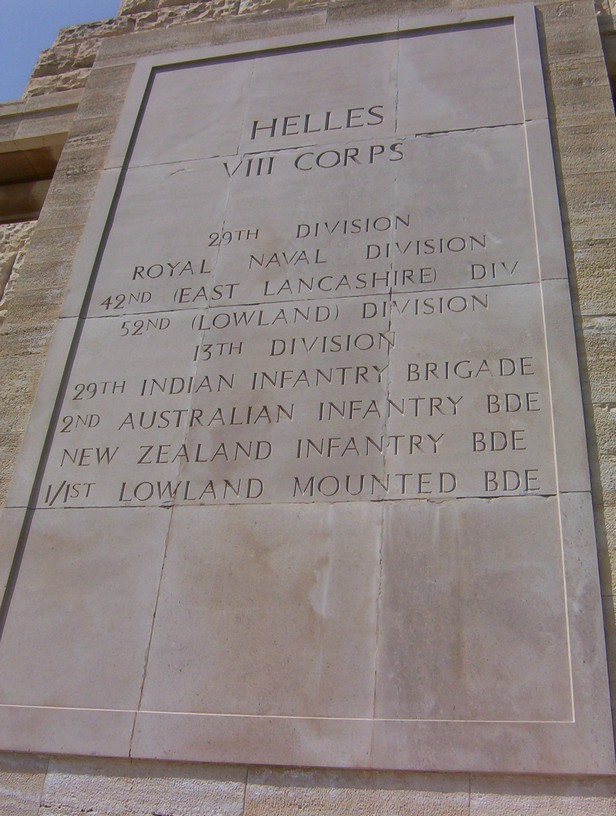 HELLES
VIII CORPS
29TH DIVISION
ROYAL NAVAL DIVISION
42ND (EAST LANCASHIRE) DIV
52ND (LOWLAND) DIVISION
13TH DIVISION
29TH INDIAN INFANTRY BRIGADE
2ND AUSTRALIAN INFANTRY BDE
NEW ZEALAND INFANTRY BDE
1/1ST LOWLAND MOUNTED BDE